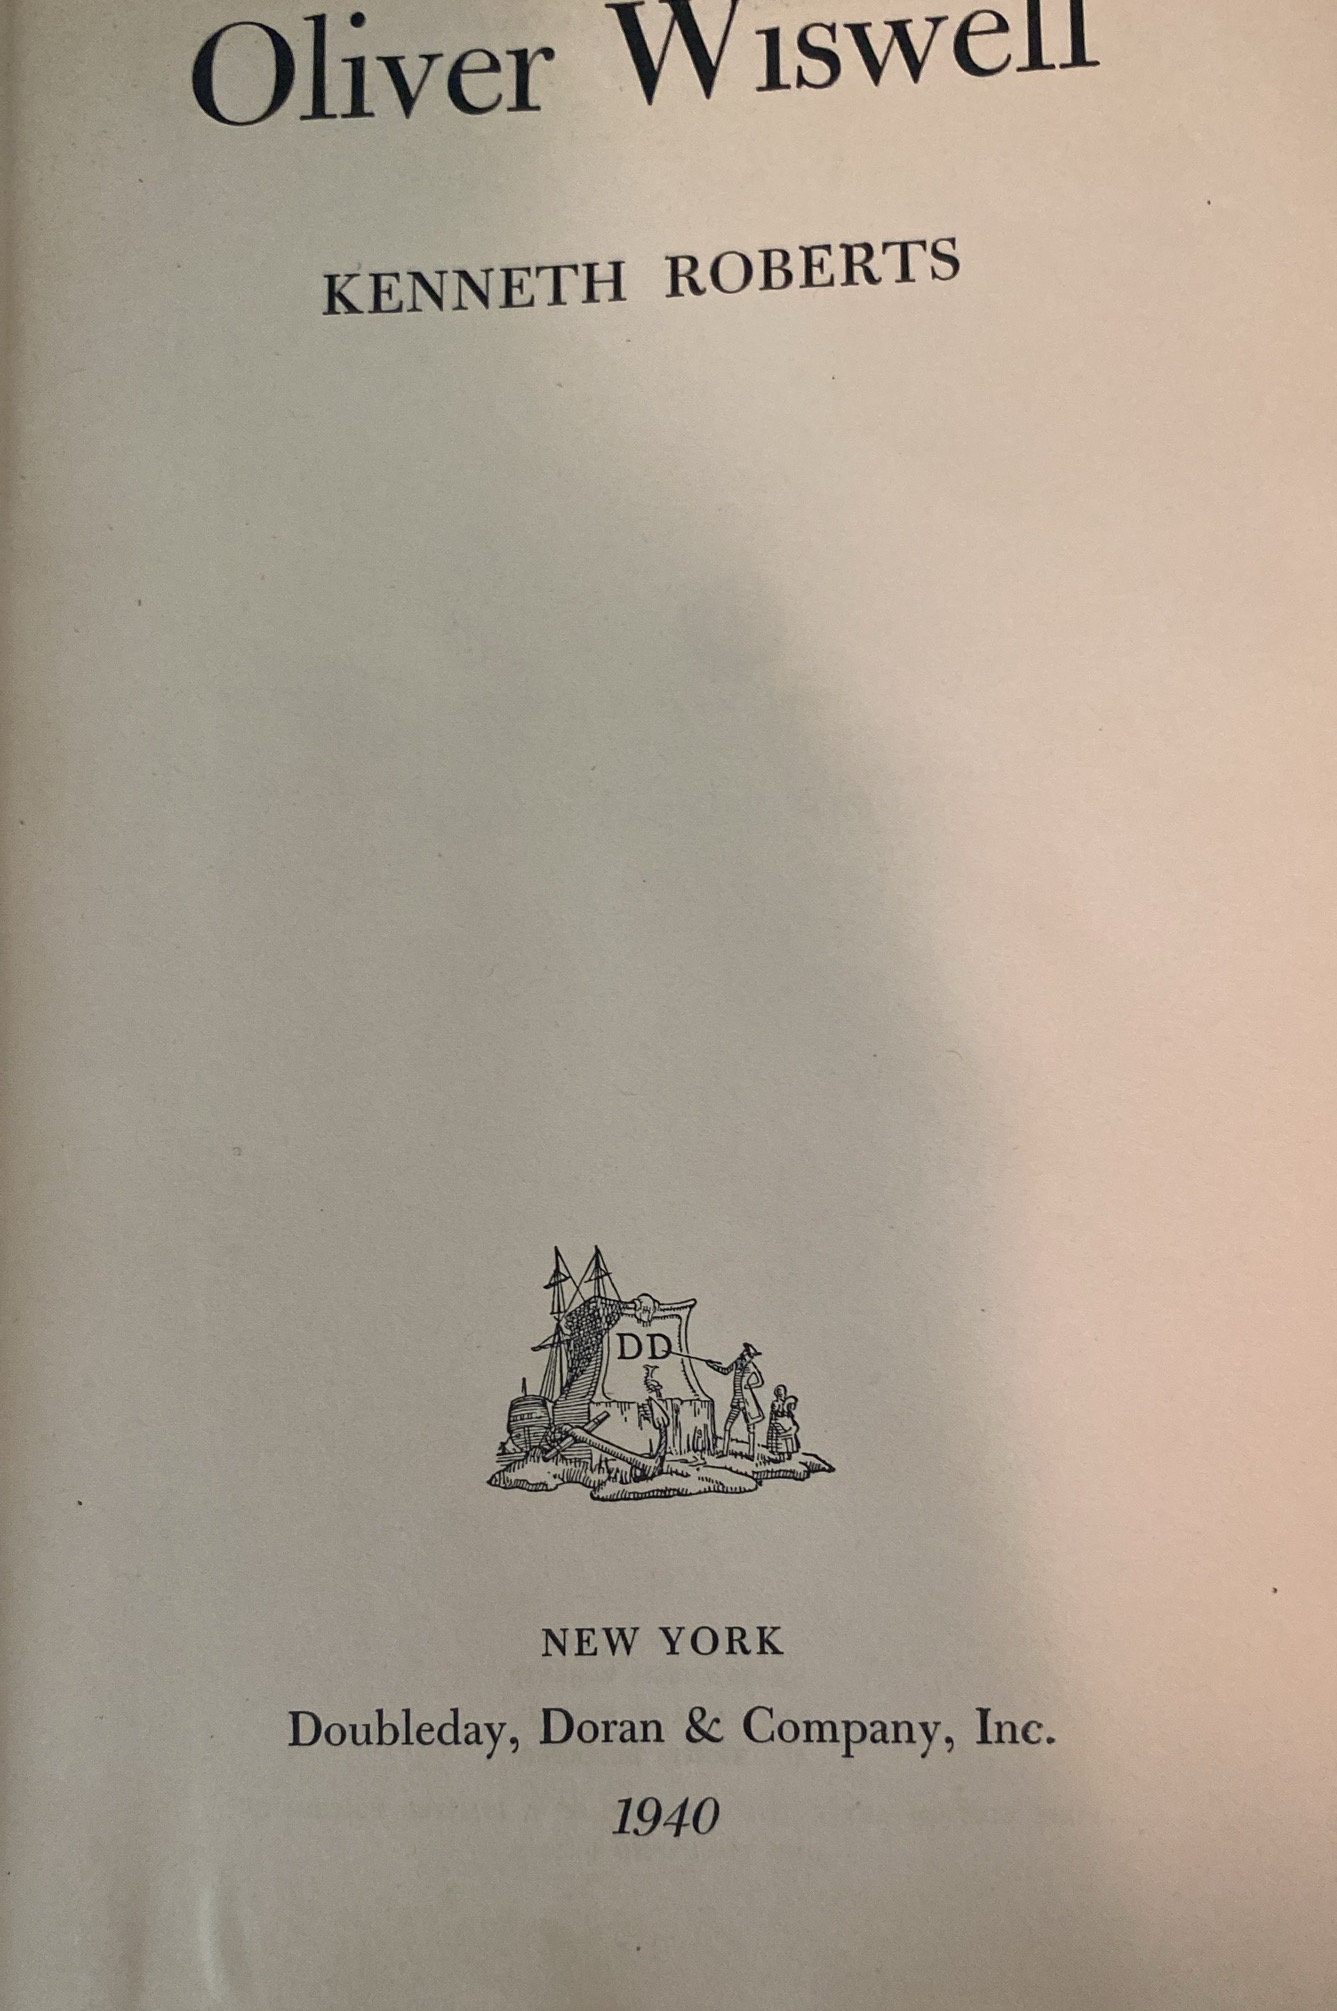 Oliver Wiswell
KENNETH ROBERTS
DD
NEW YORK
Doubleday, Doran & Company, Inc.
1940